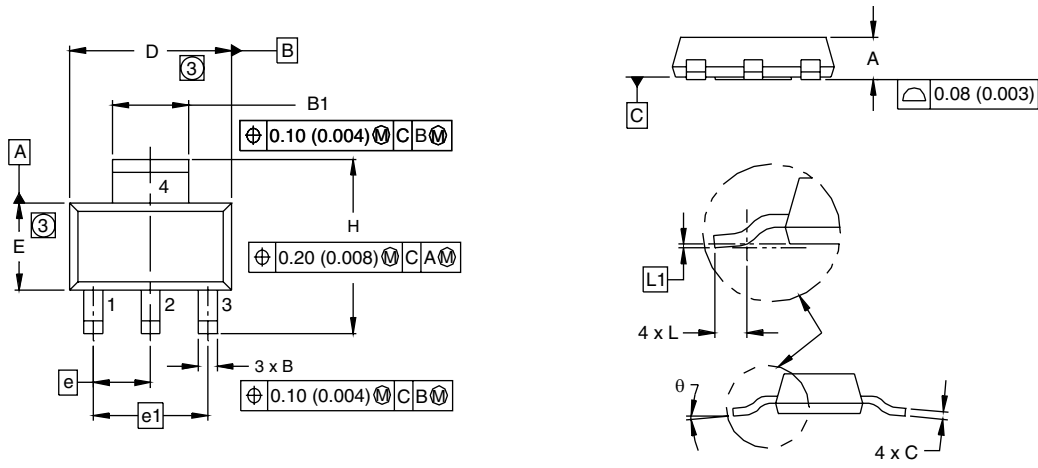 D
B
3
B1
⌖ 0.10 (0.004) Ⓜ C B Ⓜ
A
4
3
E
H
⌖ 0.20 (0.008) Ⓜ C A Ⓜ
1 2 3
3 x B
e
⌖ 0.10 (0.004) Ⓜ C B Ⓜ
e1
A
⌓ 0.08 (0.003)
C
L1
4 x L
θ
4 x C